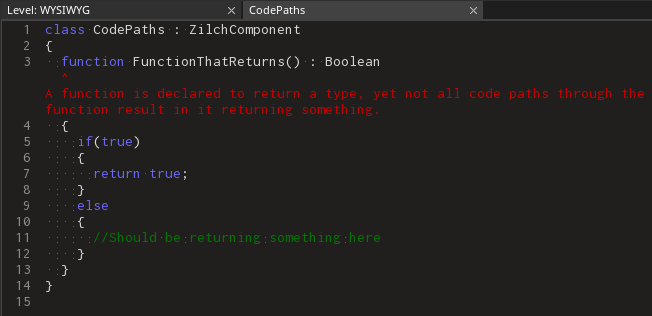 Level: WYSIWYG × CodePaths ×
1 class CodePaths : ZilchComponent
2 {
3   function FunctionThatReturns() : Boolean
^
A function is declared to return a type, yet not all code paths through the
function result in it returning something.
4   {
5     if(true)
6     {
7       return true;
8     }
9     else
10     {
11       //Should be returning something here
12     }
13   }
14 }
15